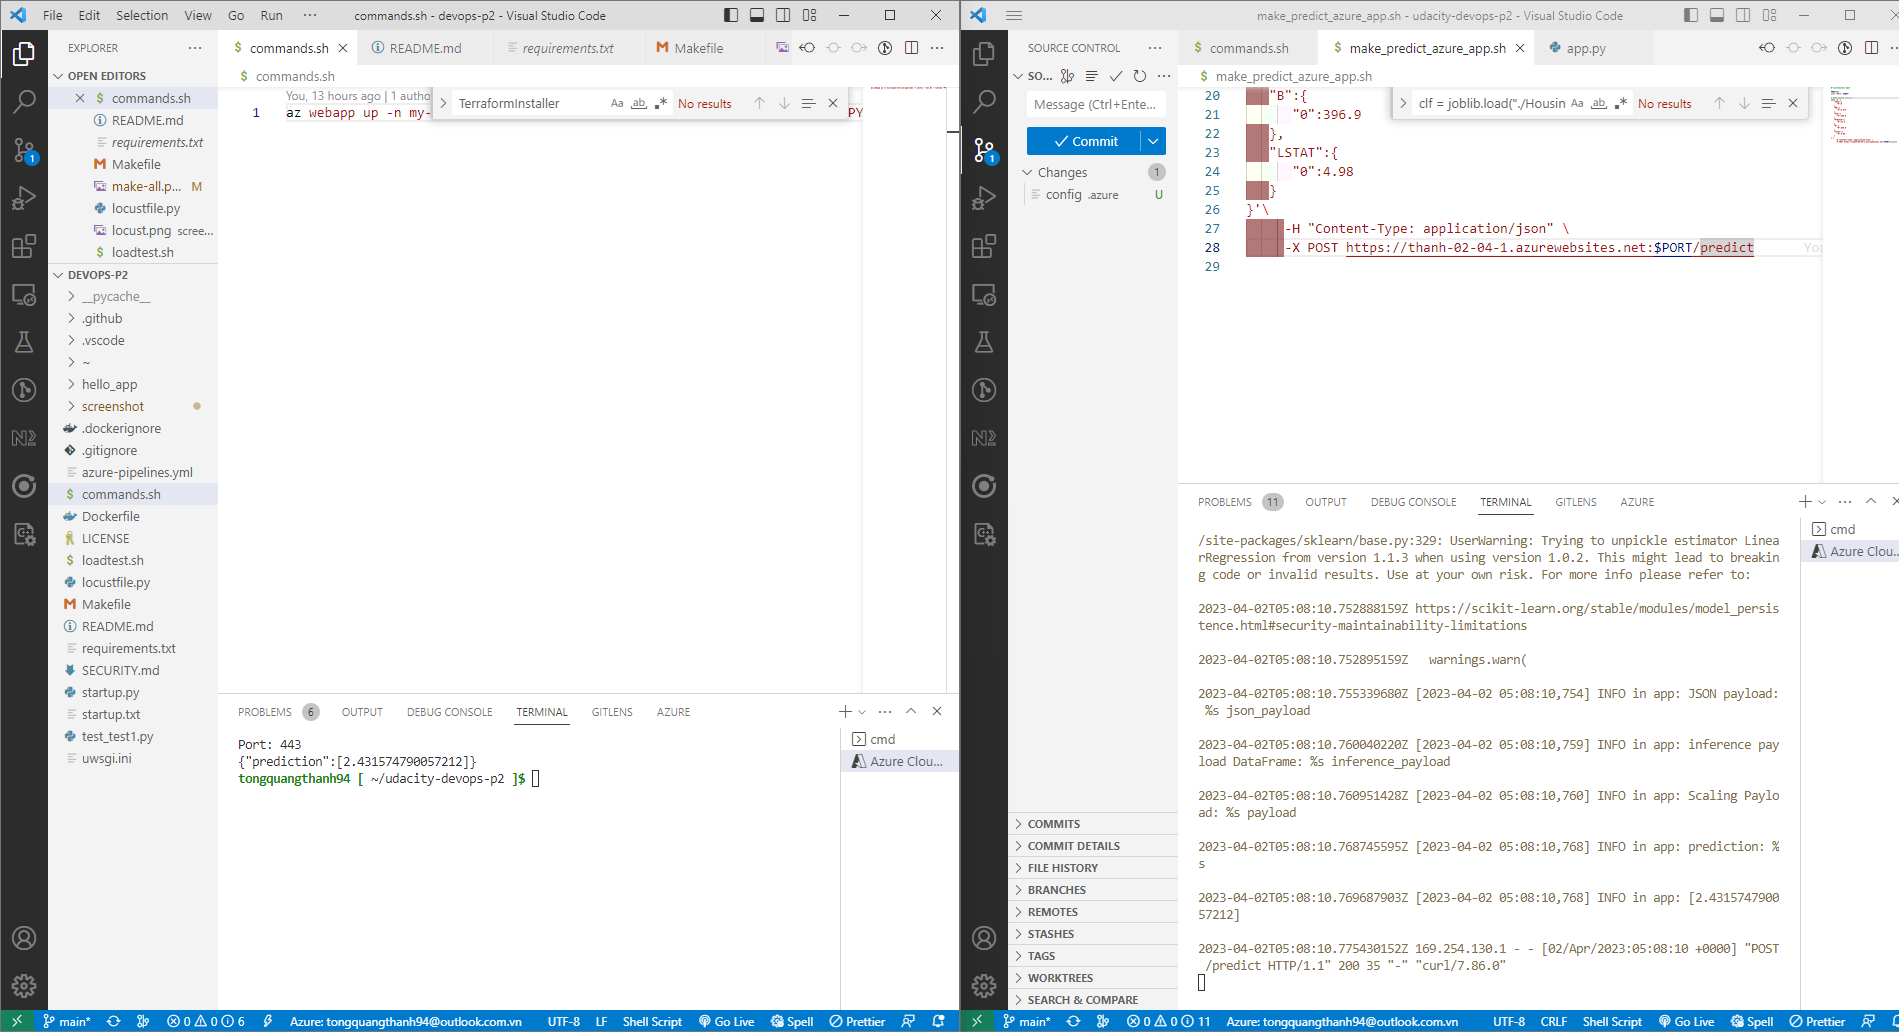 File Edit Selection View Go Run ··· commands.sh - devops-p2 - Visual Studio Code
EXPLORER ···
OPEN EDITORS
commands.sh
README.md
requirements.txt
Makefile
make-all.p... M
locustfile.py
locust.png scree...
loadtest.sh
DEVOPS-P2
__pycache__
.github
.vscode
~
hello_app
screenshot
.dockerignore
.gitignore
azure-pipelines.yml
commands.sh
Dockerfile
LICENSE
loadtest.sh
locustfile.py
Makefile
README.md
requirements.txt
SECURITY.md
startup.py
startup.txt
test_test1.py
uwsgi.ini
1
commands.sh README.md requirements.txt Makefile
commands.sh
You, 13 hours ago | 1 autho
1 az webapp up -n my- PY
TerraformInstaller Aa ab .* No results
PROBLEMS 6 OUTPUT DEBUG CONSOLE TERMINAL GITLENS AZURE
Port: 443
{"prediction":[2.431574790057212]}
tongquangthanh94 [ ~/udacity-devops-p2 ]$
cmd
Azure Clou...
main* 0 0 6 Azure: tongquangthanh94@outlook.com.vn UTF-8 LF Shell Script Go Live Spell Prettier
make_predict_azure_app.sh - udacity-devops-p2 - Visual Studio Code
SOURCE CONTROL ···
SO...
Message (Ctrl+Ente...
Commit
Changes 1
config .azure U
1
COMMITS
COMMIT DETAILS
FILE HISTORY
BRANCHES
REMOTES
STASHES
TAGS
WORKTREES
SEARCH & COMPARE
commands.sh make_predict_azure_app.sh app.py
make_predict_azure_app.sh
clf = joblib.load("./Housin Aa ab .* No results
20 "B":{
21 "0":396.9
22 },
23 "LSTAT":{
24 "0":4.98
25 }
26 }'\
27 -H "Content-Type: application/json" \
28 -X POST https://thanh-02-04-1.azurewebsites.net:$PORT/predict You
29
PROBLEMS 11 OUTPUT DEBUG CONSOLE TERMINAL GITLENS AZURE
/site-packages/sklearn/base.py:329: UserWarning: Trying to unpickle estimator Linea
rRegression from version 1.1.3 when using version 1.0.2. This might lead to breakin
g code or invalid results. Use at your own risk. For more info please refer to:
2023-04-02T05:08:10.752888159Z https://scikit-learn.org/stable/modules/model_persis
tence.html#security-maintainability-limitations
2023-04-02T05:08:10.752895159Z   warnings.warn(
2023-04-02T05:08:10.755339680Z [2023-04-02 05:08:10,754] INFO in app: JSON payload:
 %s json_payload
2023-04-02T05:08:10.760040220Z [2023-04-02 05:08:10,759] INFO in app: inference pay
load DataFrame: %s inference_payload
2023-04-02T05:08:10.760951428Z [2023-04-02 05:08:10,760] INFO in app: Scaling Paylo
ad: %s payload
2023-04-02T05:08:10.768745595Z [2023-04-02 05:08:10,768] INFO in app: prediction: %
s
2023-04-02T05:08:10.769687903Z [2023-04-02 05:08:10,768] INFO in app: [2.4315747900
57212]
2023-04-02T05:08:10.775430152Z 169.254.130.1 - - [02/Apr/2023:05:08:10 +0000] "POST
 /predict HTTP/1.1" 200 35 "-" "curl/7.86.0"
cmd
Azure Clou...
main* 0 0 11 Azure: tongquangthanh94@outlook.com.vn UTF-8 CRLF Shell Script Go Live Spell Prettier